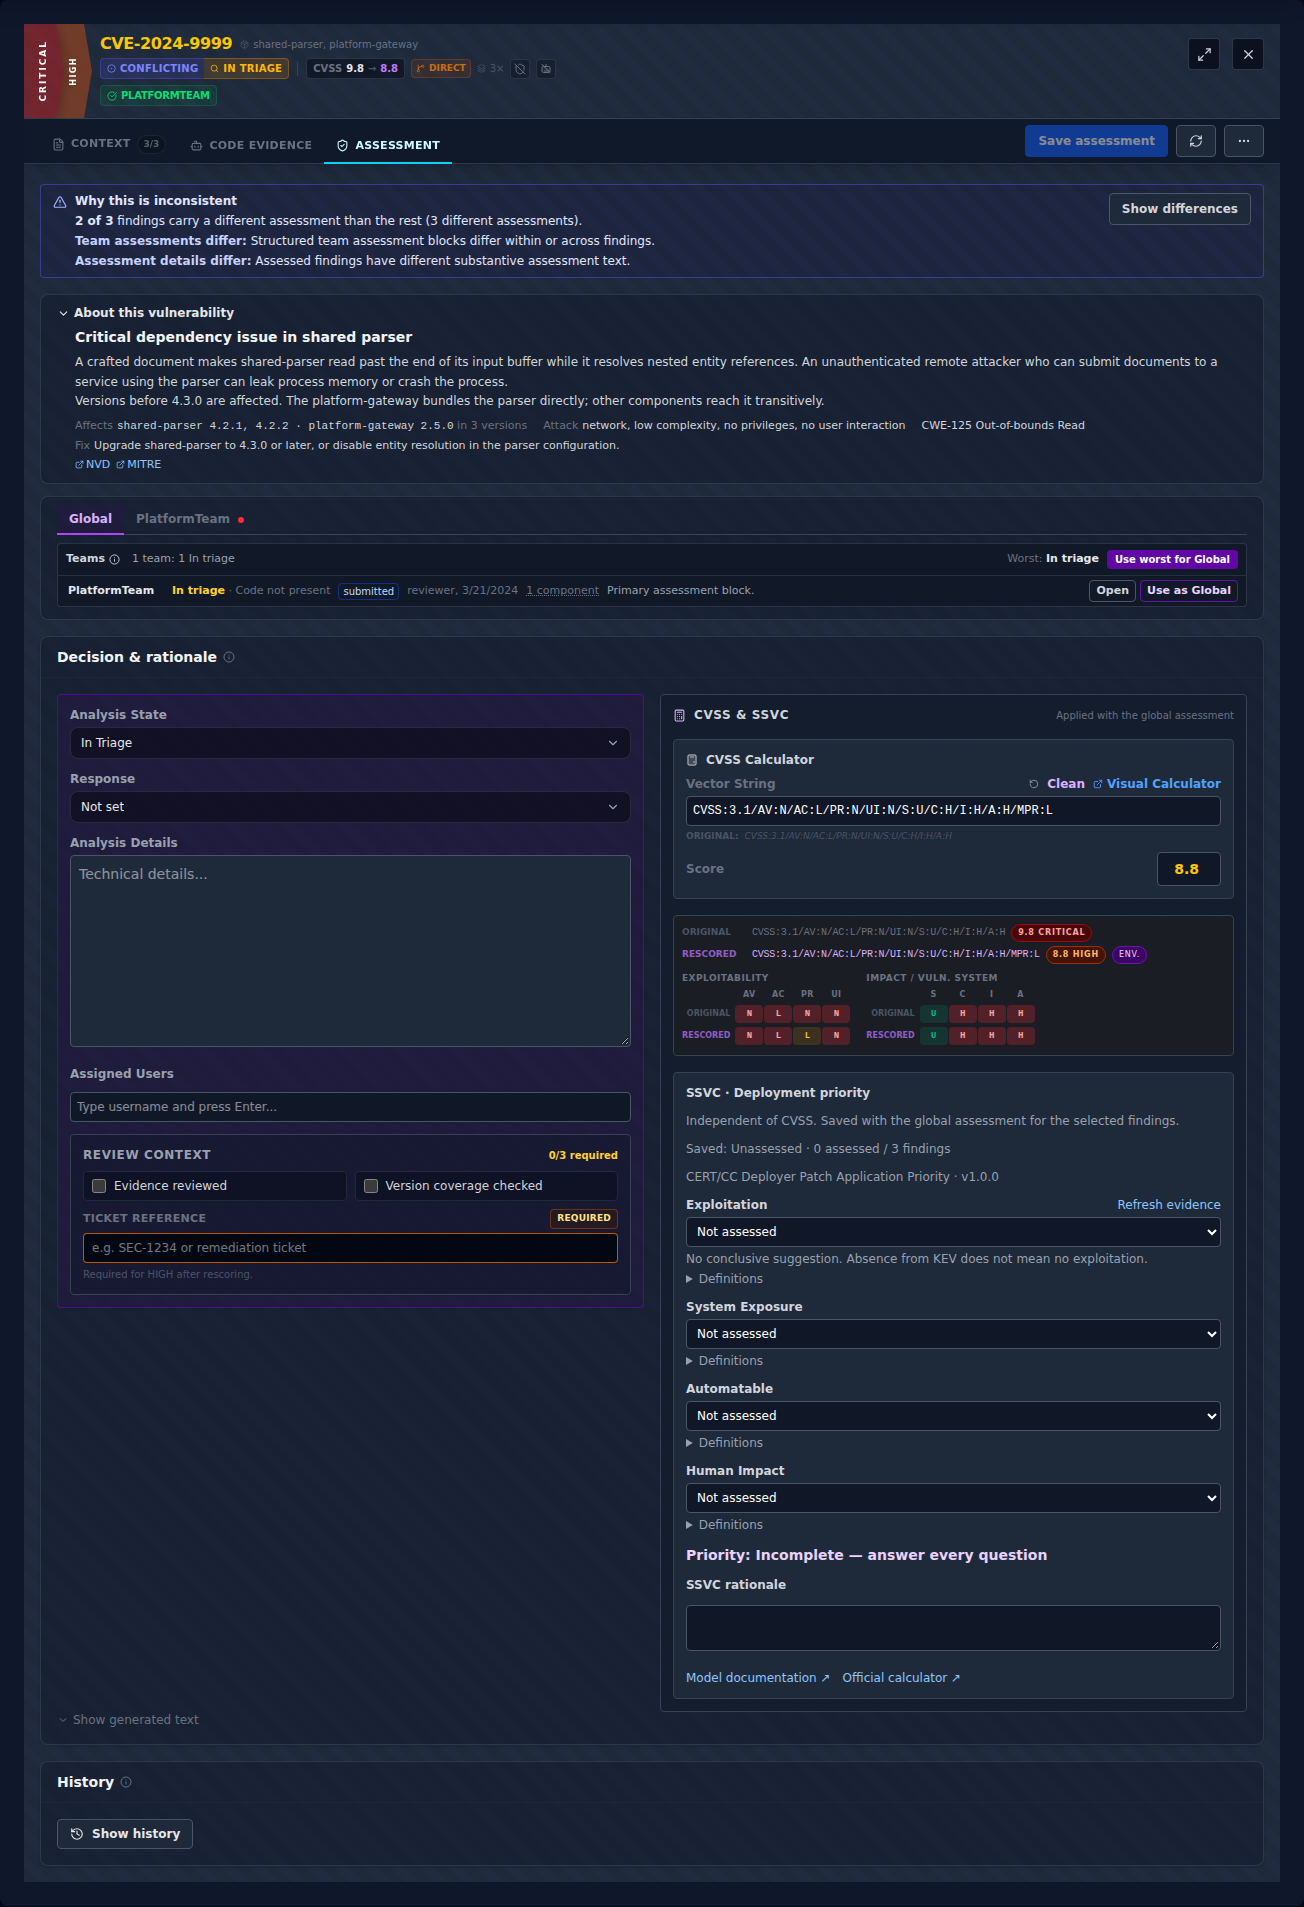 CRITICAL
HIGH
CVE-2024-9999 shared-parser, platform-gateway
CONFLICTING IN TRIAGE CVSS 9.8 → 8.8 DIRECT 3×
PLATFORMTEAM
CONTEXT 3/3 CODE EVIDENCE ASSESSMENT Save assessment ...
Why this is inconsistent
2 of 3 findings carry a different assessment than the rest (3 different assessments).
Show differences
Team assessments differ: Structured team assessment blocks differ within or across findings.
Assessment details differ: Assessed findings have different substantive assessment text.
About this vulnerability
Critical dependency issue in shared parser
A crafted document makes shared-parser read past the end of its input buffer while it resolves nested entity references. An unauthenticated remote attacker who can submit documents to a
service using the parser can leak process memory or crash the process.
Versions before 4.3.0 are affected. The platform-gateway bundles the parser directly; other components reach it transitively.
Affects shared-parser 4.2.1, 4.2.2 · platform-gateway 2.5.0 in 3 versions Attack network, low complexity, no privileges, no user interaction CWE-125 Out-of-bounds Read
Fix Upgrade shared-parser to 4.3.0 or later, or disable entity resolution in the parser configuration.
NVD MITRE
Global PlatformTeam
Teams 1 team: 1 In triage Worst: In triage Use worst for Global
PlatformTeam In triage · Code not present submitted reviewer, 3/21/2024 1 component Primary assessment block. Open Use as Global
Decision & rationale
Analysis State
In Triage
Response
Not set
Analysis Details
Technical details...
Assigned Users
Type username and press Enter...
REVIEW CONTEXT 0/3 required
Evidence reviewed Version coverage checked
TICKET REFERENCE REQUIRED
e.g. SEC-1234 or remediation ticket
Required for HIGH after rescoring.
CVSS & SSVC Applied with the global assessment
CVSS Calculator
Vector String Clean Visual Calculator
CVSS:3.1/AV:N/AC:L/PR:N/UI:N/S:U/C:H/I:H/A:H/MPR:L
ORIGINAL: CVSS:3.1/AV:N/AC:L/PR:N/UI:N/S:U/C:H/I:H/A:H
Score 8.8
ORIGINAL CVSS:3.1/AV:N/AC:L/PR:N/UI:N/S:U/C:H/I:H/A:H 9.8 CRITICAL
RESCORED CVSS:3.1/AV:N/AC:L/PR:N/UI:N/S:U/C:H/I:H/A:H/MPR:L 8.8 HIGH ENV.
EXPLOITABILITY IMPACT / VULN. SYSTEM
AV AC PR UI S C I A
ORIGINAL N L N N ORIGINAL U H H H
RESCORED N L L N RESCORED U H H H
SSVC · Deployment priority
Independent of CVSS. Saved with the global assessment for the selected findings.
Saved: Unassessed · 0 assessed / 3 findings
CERT/CC Deployer Patch Application Priority · v1.0.0
Exploitation Refresh evidence
Not assessed
No conclusive suggestion. Absence from KEV does not mean no exploitation.
Definitions
System Exposure
Not assessed
Definitions
Automatable
Not assessed
Definitions
Human Impact
Not assessed
Definitions
Priority: Incomplete — answer every question
SSVC rationale
Model documentation ↗ Official calculator ↗
Show generated text
History
Show history